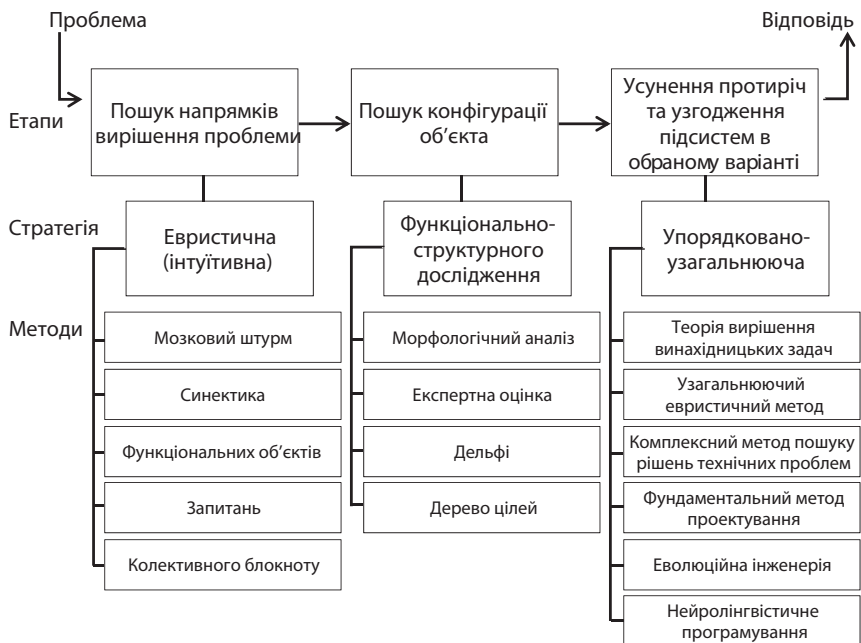 Проблема
Відповідь
Етапи
Пошук напрямків
вирішення проблеми
Пошук конфігурації
об’єкта
Усунення протиріч
та узгодження
підсистем в
обраному варіанті
Стратегія
Евристична
(інтуїтивна)
Функціонально-
структурного
дослідження
Упорядковано-
узагальнююча
Методи
Мозковий штурм
Синектика
Функціональних об’єктів
Запитань
Колективного блокноту
Морфологічний аналіз
Експертна оцінка
Дельфі
Дерево цілей
Теорія вирішення
винахідницьких задач
Узагальнюючий
евристичний метод
Комплексний метод пошуку
рішень технічних проблем
Фундаментальний метод
проектування
Еволюційна інженерія
Нейролінгвістичне
програмування